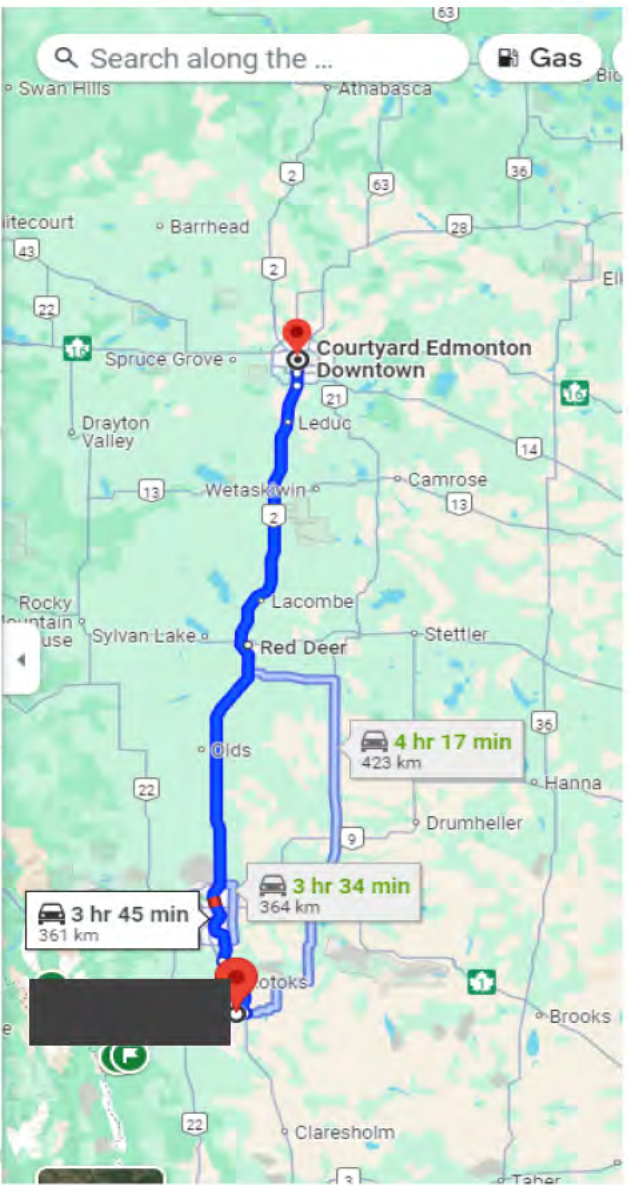 63
Search along the ...
Gas
Swan Hills
Athabasca
2
63
36
itecourt
Barrhead
28
43
2
22
16
Spruce Grove
Courtyard Edmonton
Downtown
21
16
Drayton
Valley
Leduc
14
13
Wetaskiwin
Camrose
13
2
Rocky
Mountain
use
Lacombe
Sylvan Lake
Red Deer
Stettler
4 hr 17 min
423 km
36
Olds
22
Hanna
Drumheller
9
3 hr 34 min
364 km
3 hr 45 min
361 km
otoks
1
Brooks
22
Claresholm
3
Taber